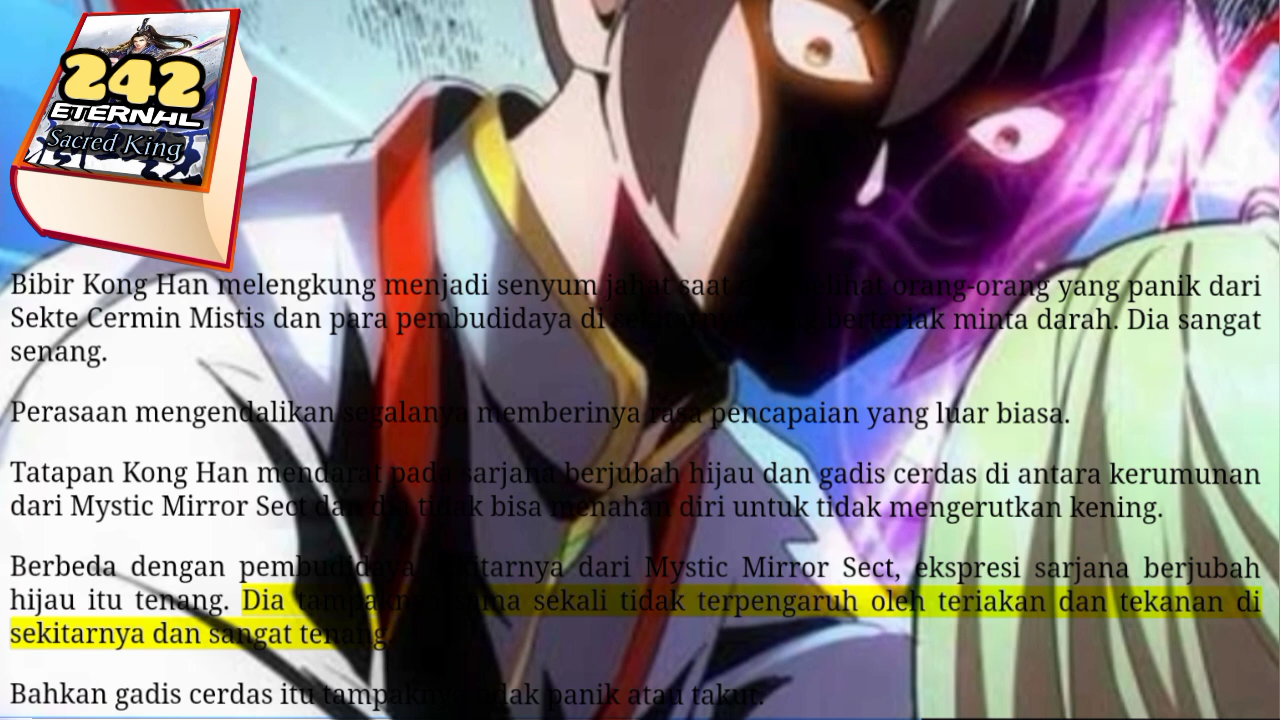 242
ETERNAL
Sacred King
Bibir Kong Han melengkung menjadi senyum jahat saat orang-orang yang panik dari
Sekte Cermin Mistis dan para pembudidaya di berteriak minta darah. Dia sangat
senang.
Perasaan mengendalikan segalanya memberinya rasa pencapaian yang luar biasa.
Tatapan Kong Han mendarat pada sarjana berjubah hijau dan gadis cerdas di antara kerumunan
dari Mystic Mirror Sect dan dia tidak bisa menahan diri untuk tidak mengerutkan kening.
Berbeda dengan pembudidaya sekitarnya dari Mystic Mirror Sect, ekspresi sarjana berjubah
hijau itu tenang. Dia tampaknya sama sekali tidak terpengaruh oleh teriakan dan tekanan di
sekitarnya dan sangat tenang.
Bahkan gadis cerdas itu tampaknya tidak panik atau takut.